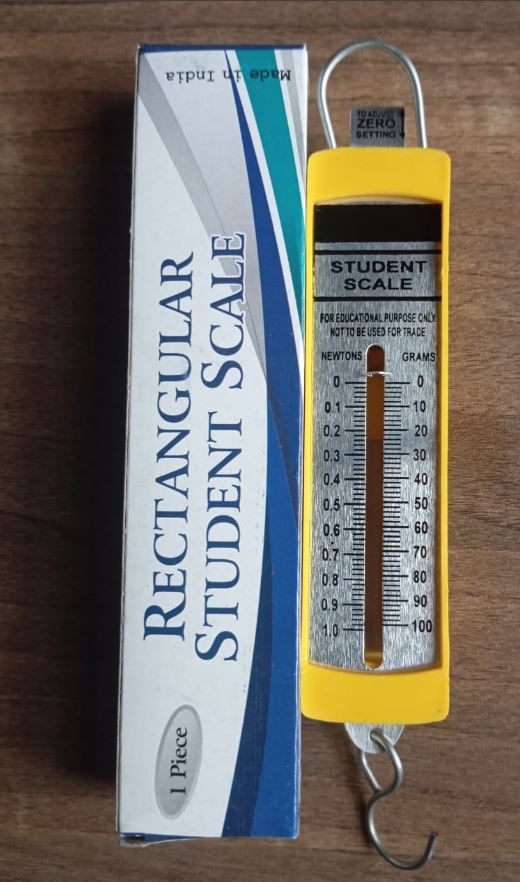 Made in India
RECTANGULAR
STUDENT SCALE
1 Piece
TO ADJUST
ZERO
SETTING
STUDENT
SCALE
FOR EDUCATIONAL PURPOSE ONLY
NOT TO BE USED FOR TRADE
NEWTONS GRAMS
0 0
0.1 10
0.2 20
0.3 30
0.4 40
0.5 50
0.6 60
0.7 70
0.8 80
0.9 90
1.0 100